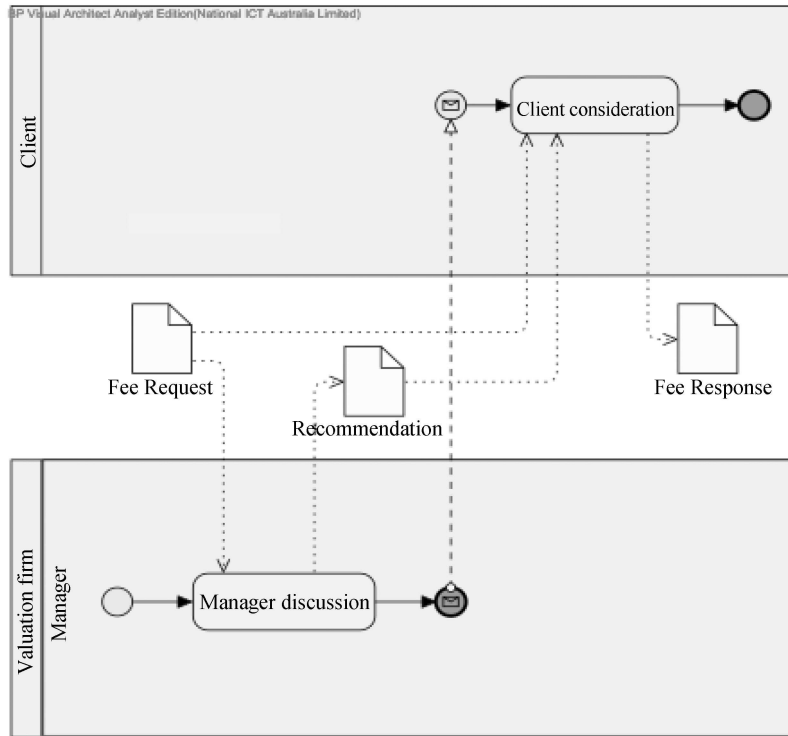 BP Visual Architect Analyst Edition(National ICT Australia Limited)
Client
Client consideration
Fee Request
Recommendation
Fee Response
Valuation firm
Manager
Manager discussion